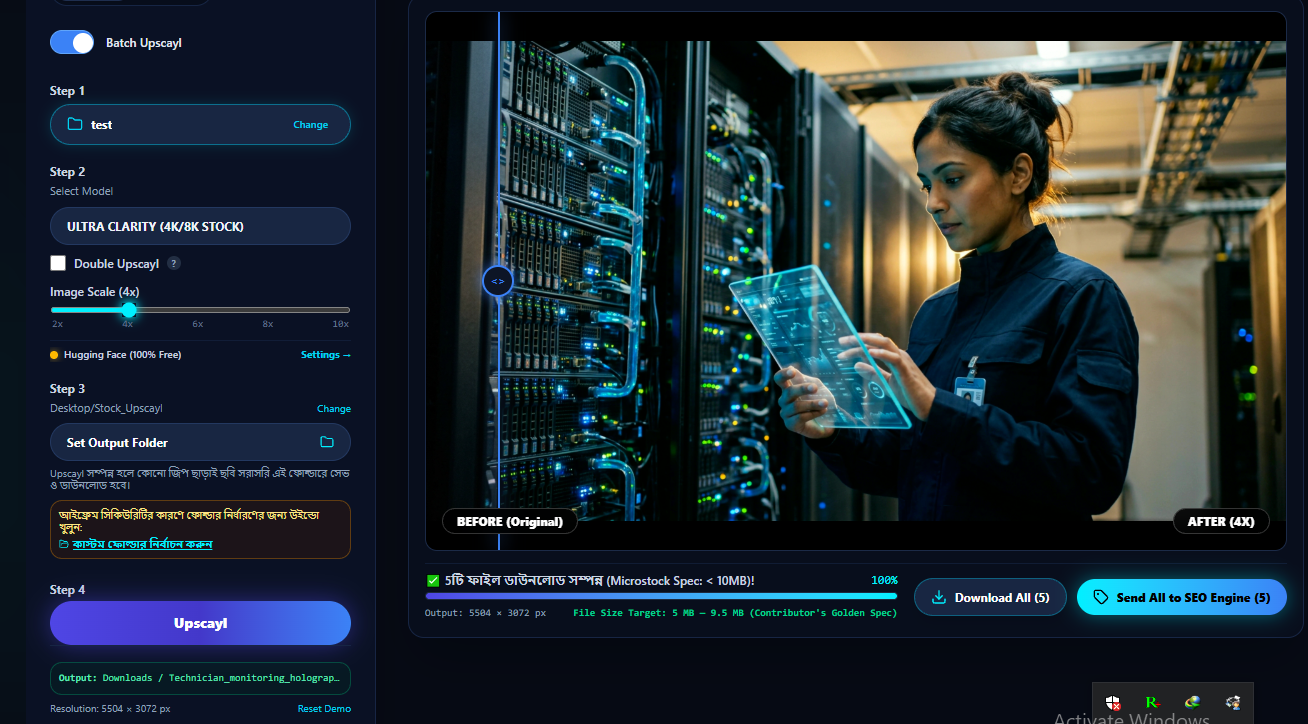 Batch Upscayl
Step 1
test
Change
Step 2
Select Model
ULTRA CLARITY (4K/8K STOCK)
Double Upscayl ?
Image Scale (4x)
2x 4x 6x 8x 10x
Hugging Face (100% Free)
Settings →
Step 3
Desktop/Stock_Upscayl
Change
Set Output Folder
Upscayl সম্পন্ন হলে কোনো জিপ ছাড়াই ছবি সরাসরি এই ফোল্ডারে সেভ
ও ডাউনলোড হবে।
আইফ্রেম সিকিউরিটির কারণে ফোল্ডার নির্ধারণের জন্য উইন্ডো
খুলুন:
কাস্টম ফোল্ডার নির্বাচন করুন
Step 4
Upscayl
Output: Downloads / Technician_monitoring_holograp…
Resolution: 5504 × 3072 px
Reset Demo
<>
BEFORE (Original)
AFTER (4X)
✅ 5টি ফাইল ডাউনলোড সম্পন্ন (Microstock Spec: < 10MB)!
100%
Output: 5504 × 3072 px
File Size Target: 5 MB – 9.5 MB (Contributor's Golden Spec)
Download All (5)
Send All to SEO Engine (5)
Activate Windows